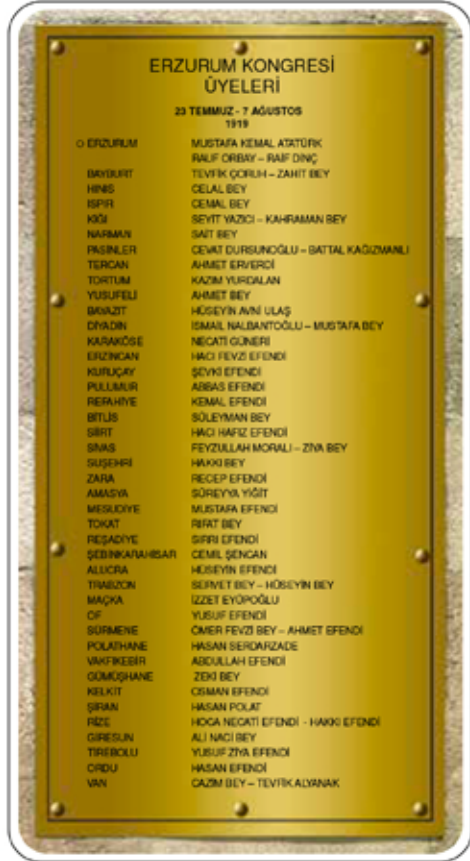 ERZURUM KONGRESİ
ÜYELERİ
23 TEMMUZ - 7 AĞUSTOS
1919
○ ERZURUM MUSTAFA KEMAL ATATÜRK
RAUF ORBAY – RAİF DİNÇ
BAYBURT TEVFİK ÇORUH – ZAHİT BEY
HINIS CELAL BEY
ISPIR CEMAL BEY
KIĞI SEYİT YAZICI – KAHRAMAN BEY
NARMAN SAİT BEY
PASİNLER CEVAT DURSUNOĞLU – BATTAL KAĞIZMANLI
TERCAN AHMET ERVERDİ
TORTUM KAZIM YURDALAN
YUSUFELİ AHMET BEY
BAYAZIT HÜSEYİN AVNİ ULAŞ
DİYADİN İSMAİL NALBANTOĞLU – MUSTAFA BEY
KARAKÖSE NECATİ GÜNERİ
ERZİNCAN HACI FEVZİ EFENDİ
KURUÇAY ŞEVKİ EFENDİ
PULUMUR ABBAS EFENDİ
REFAHİYE KEMAL EFENDİ
BİTLİS SÜLEYMAN BEY
SİİRT HACI HAFIZ EFENDİ
SİVAS FEYZULLAH MORALI – ZİYA BEY
SUŞEHRİ HAKKI BEY
ZARA RECEP EFENDİ
AMASYA SÜREYYA YİĞİT
MESUDİYE MUSTAFA EFENDİ
TOKAT RIFAT BEY
REŞADİYE SIRRI EFENDİ
ŞEBİNKARAHİSAR CEMİL ŞENCAN
ALUCRA HÜSEYİN EFENDİ
TRABZON SERVET BEY – HÜSEYİN BEY
MAÇKA İZZET EYÜPOĞLU
OF YUSUF EFENDİ
SÜRMENE ÖMER FEVZİ BEY – AHMET EFENDİ
POLATHANE HASAN SERDARZADE
VAKFIKEBİR ABDULLAH EFENDİ
GÜMÜŞHANE ZEKİ BEY
KELKİT OSMAN EFENDİ
ŞİRAN HASAN POLAT
RİZE HOCA NECATİ EFENDİ - HAKKI EFENDİ
GİRESUN ALİ NACİ BEY
TİREBOLU YUSUF ZİYA EFENDİ
ORDU HASAN EFENDİ
VAN CAZIM BEY – TEVFİK ALYANAK